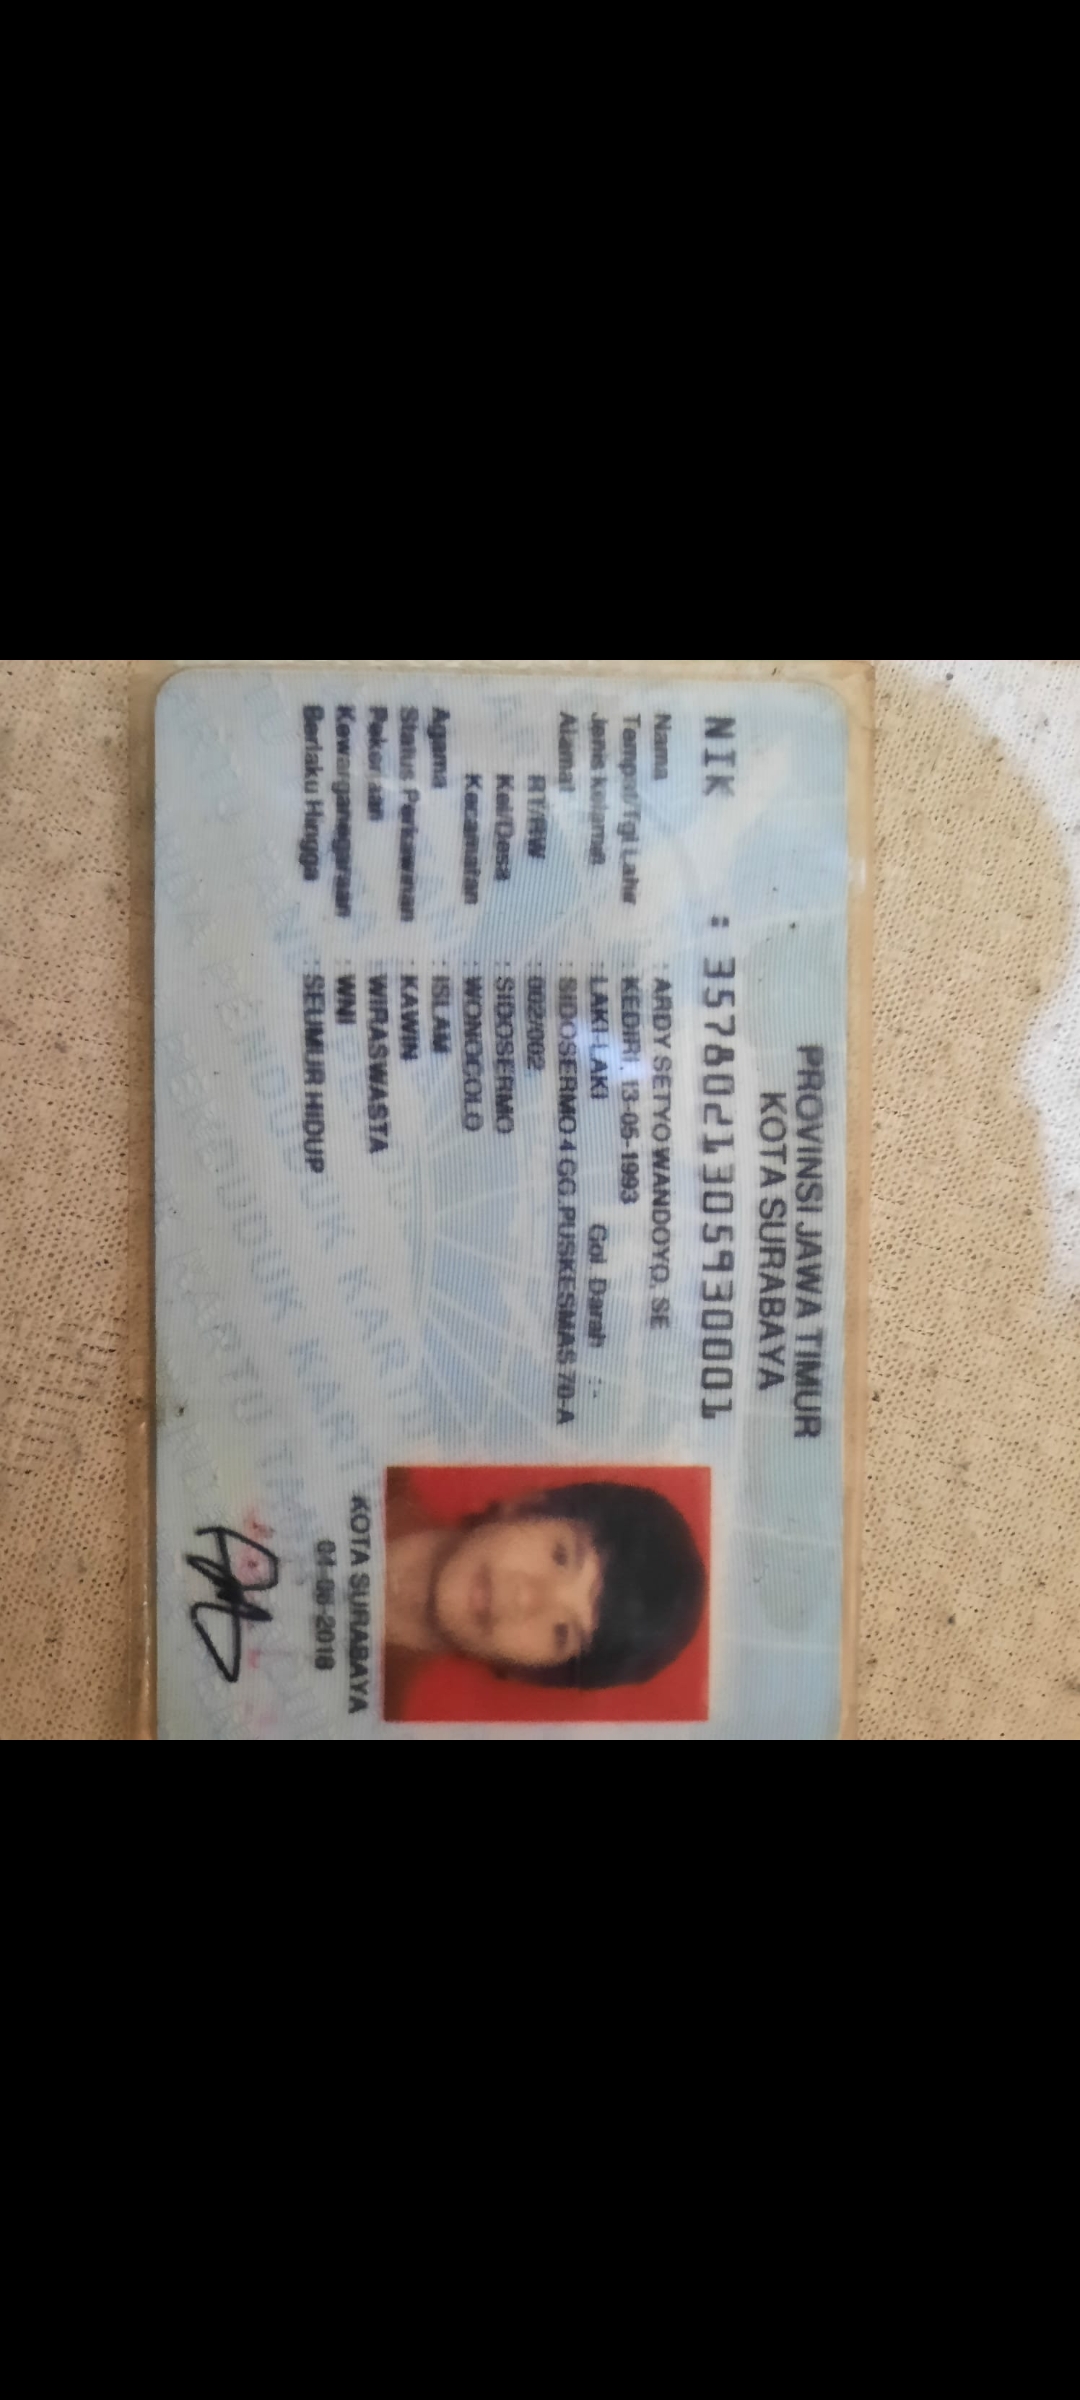 PROVINSI JAWA TIMUR
KOTA SURABAYA
NIK : 3578021305930001
Nama : ARDY SETYO WANDOYO, SE
Tempat/Tgl Lahir : KEDIRI, 13-05-1993
Jenis kelamin : LAKI-LAKI Gol. Darah : -
Alamat : SIDOSERMO 4 GG.PUSKESMAS 70-A
RT/RW : 002/002
Kel/Desa : SIDOSERMO
Kecamatan : WONOCOLO
Agama : ISLAM
Status Perkawinan : KAWIN
Pekerjaan : WIRASWASTA
Kewarganegaraan : WNI
Berlaku Hingga : SEUMUR HIDUP
KOTA SURABAYA
04-06-2018